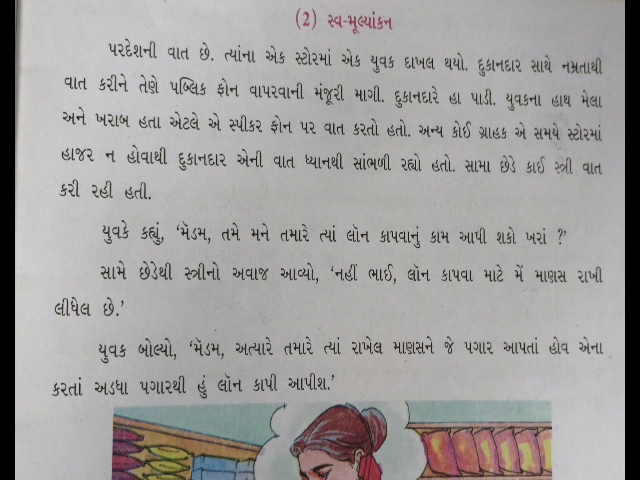 (2) સ્વ-મૂલ્યાંકન
પરદેશની વાત છે. ત્યાંના એક સ્ટોરમાં એક યુવક દાખલ થયો. દુકાનદાર સાથે નમ્રતાથી
વાત કરીને તેણે પબ્લિક ફોન વાપરવાની મંજૂરી માગી. દુકાનદારે હા પાડી. યુવકના હાથ મેલા
અને ખરાબ હતા એટલે એ સ્પીકર ફોન પર વાત કરતો હતો. અન્ય કોઈ ગ્રાહક એ સમયે સ્ટોરમાં
હાજર ન હોવાથી દુકાનદાર એની વાત ધ્યાનથી સાંભળી રહ્યો હતો. સામા છેડે કાઈ સ્ત્રી વાત
કરી રહી હતી.
યુવકે કહ્યું, ‘મૅડમ, તમે મને તમારે ત્યાં લૉન કાપવાનું કામ આપી શકો ખરાં ?’
સામે છેડેથી સ્ત્રીનો અવાજ આવ્યો, ‘નહીં ભાઈ, લૉન કાપવા માટે મેં માણસ રાખી
લીધેલ છે.’
યુવક બોલ્યો, ‘મૅડમ, અત્યારે તમારે ત્યાં રાખેલ માણસને જે પગાર આપતાં હોવ એના
કરતાં અડધા પગારથી હું લૉન કાપી આપીશ.’